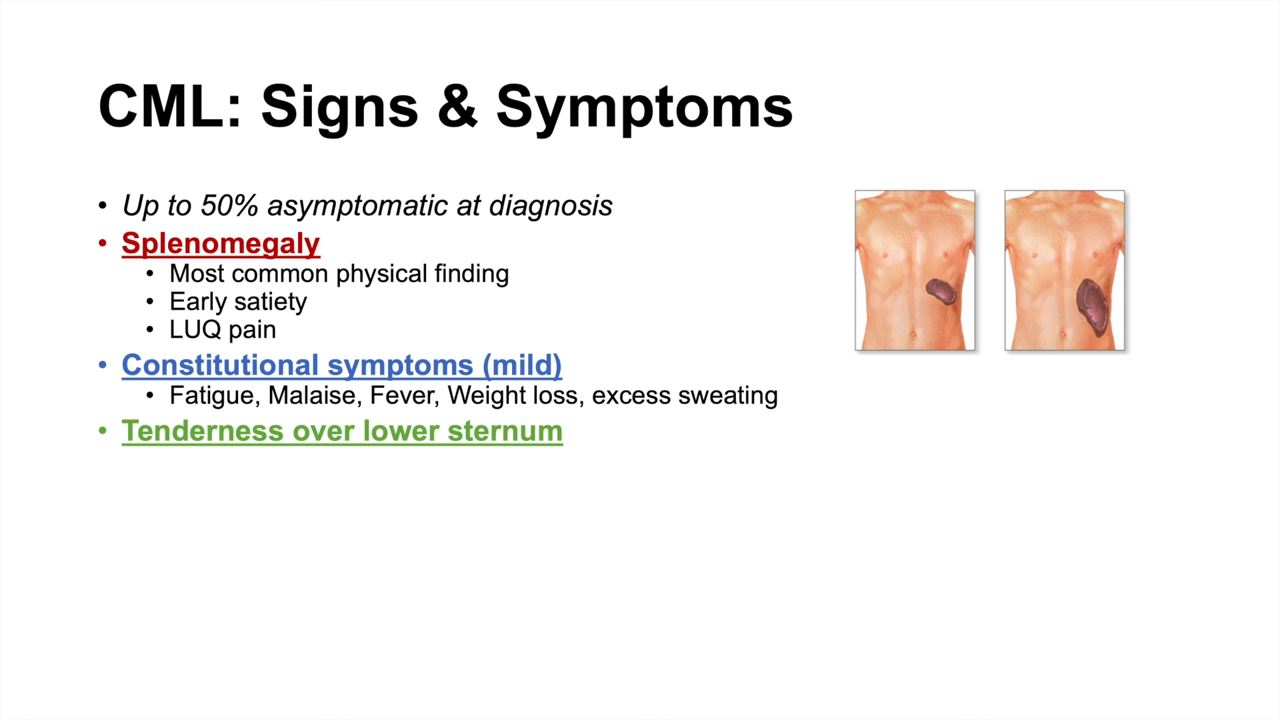 CML: Signs & Symptoms
• Up to 50% asymptomatic at diagnosis
• Splenomegaly
• Most common physical finding
• Early satiety
• LUQ pain
• Constitutional symptoms (mild)
• Fatigue, Malaise, Fever, Weight loss, excess sweating
• Tenderness over lower sternum